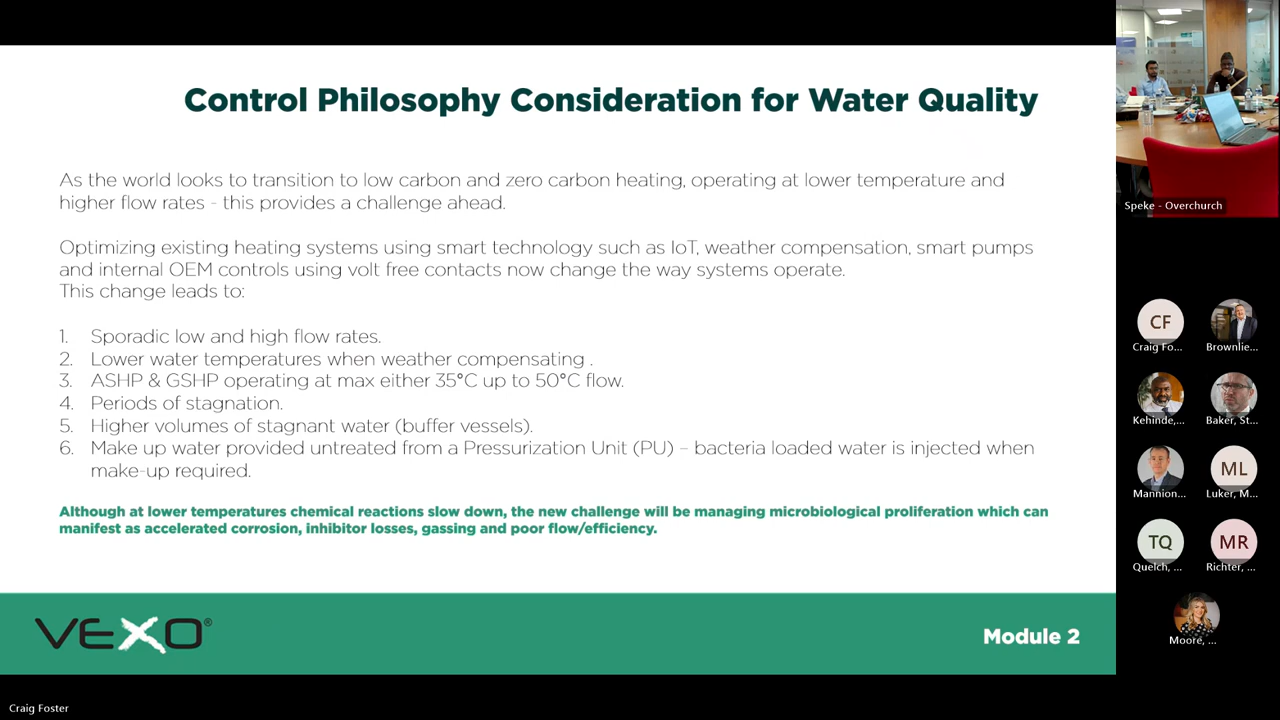 Control Philosophy Consideration for Water Quality
As the world looks to transition to low carbon and zero carbon heating, operating at lower temperature and
higher flow rates - this provides a challenge ahead.
Optimizing existing heating systems using smart technology such as IoT, weather compensation, smart pumps
and internal OEM controls using volt free contacts now change the way systems operate.
This change leads to:
1. Sporadic low and high flow rates.
2. Lower water temperatures when weather compensating .
3. ASHP & GSHP operating at max either 35°C up to 50°C flow.
4. Periods of stagnation.
5. Higher volumes of stagnant water (buffer vessels).
6. Make up water provided untreated from a Pressurization Unit (PU) – bacteria loaded water is injected when
make-up required.
Although at lower temperatures chemical reactions slow down, the new challenge will be managing microbiological proliferation which can
manifest as accelerated corrosion, inhibitor losses, gassing and poor flow/efficiency.
VEXO®
Module 2
Craig Foster
Speke - Overchurch
CF
Craig Fo...
Brownlie...
Kehinde,...
Baker, St...
Mannion...
ML
Luker, M...
TQ
Quelch, ...
MR
Richter, ...
Moore, ...